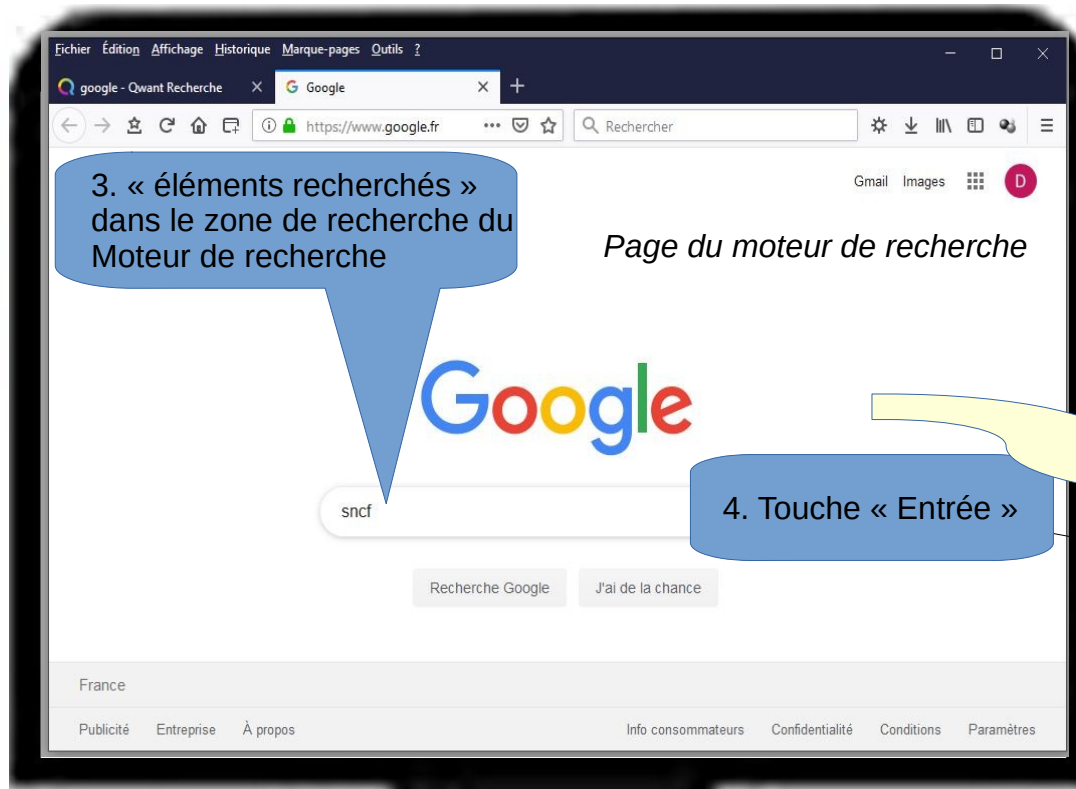 Fichier Édition Affichage Historique Marque-pages Outils ?
google - Qwant Recherche Google
https://www.google.fr Rechercher
Gmail Images D
3. « éléments recherchés »
dans le zone de recherche du
Moteur de recherche
Page du moteur de recherche
Google
sncf
4. Touche « Entrée »
Recherche Google J'ai de la chance
France
Publicité Entreprise À propos Info consommateurs Confidentialité Conditions Paramètres